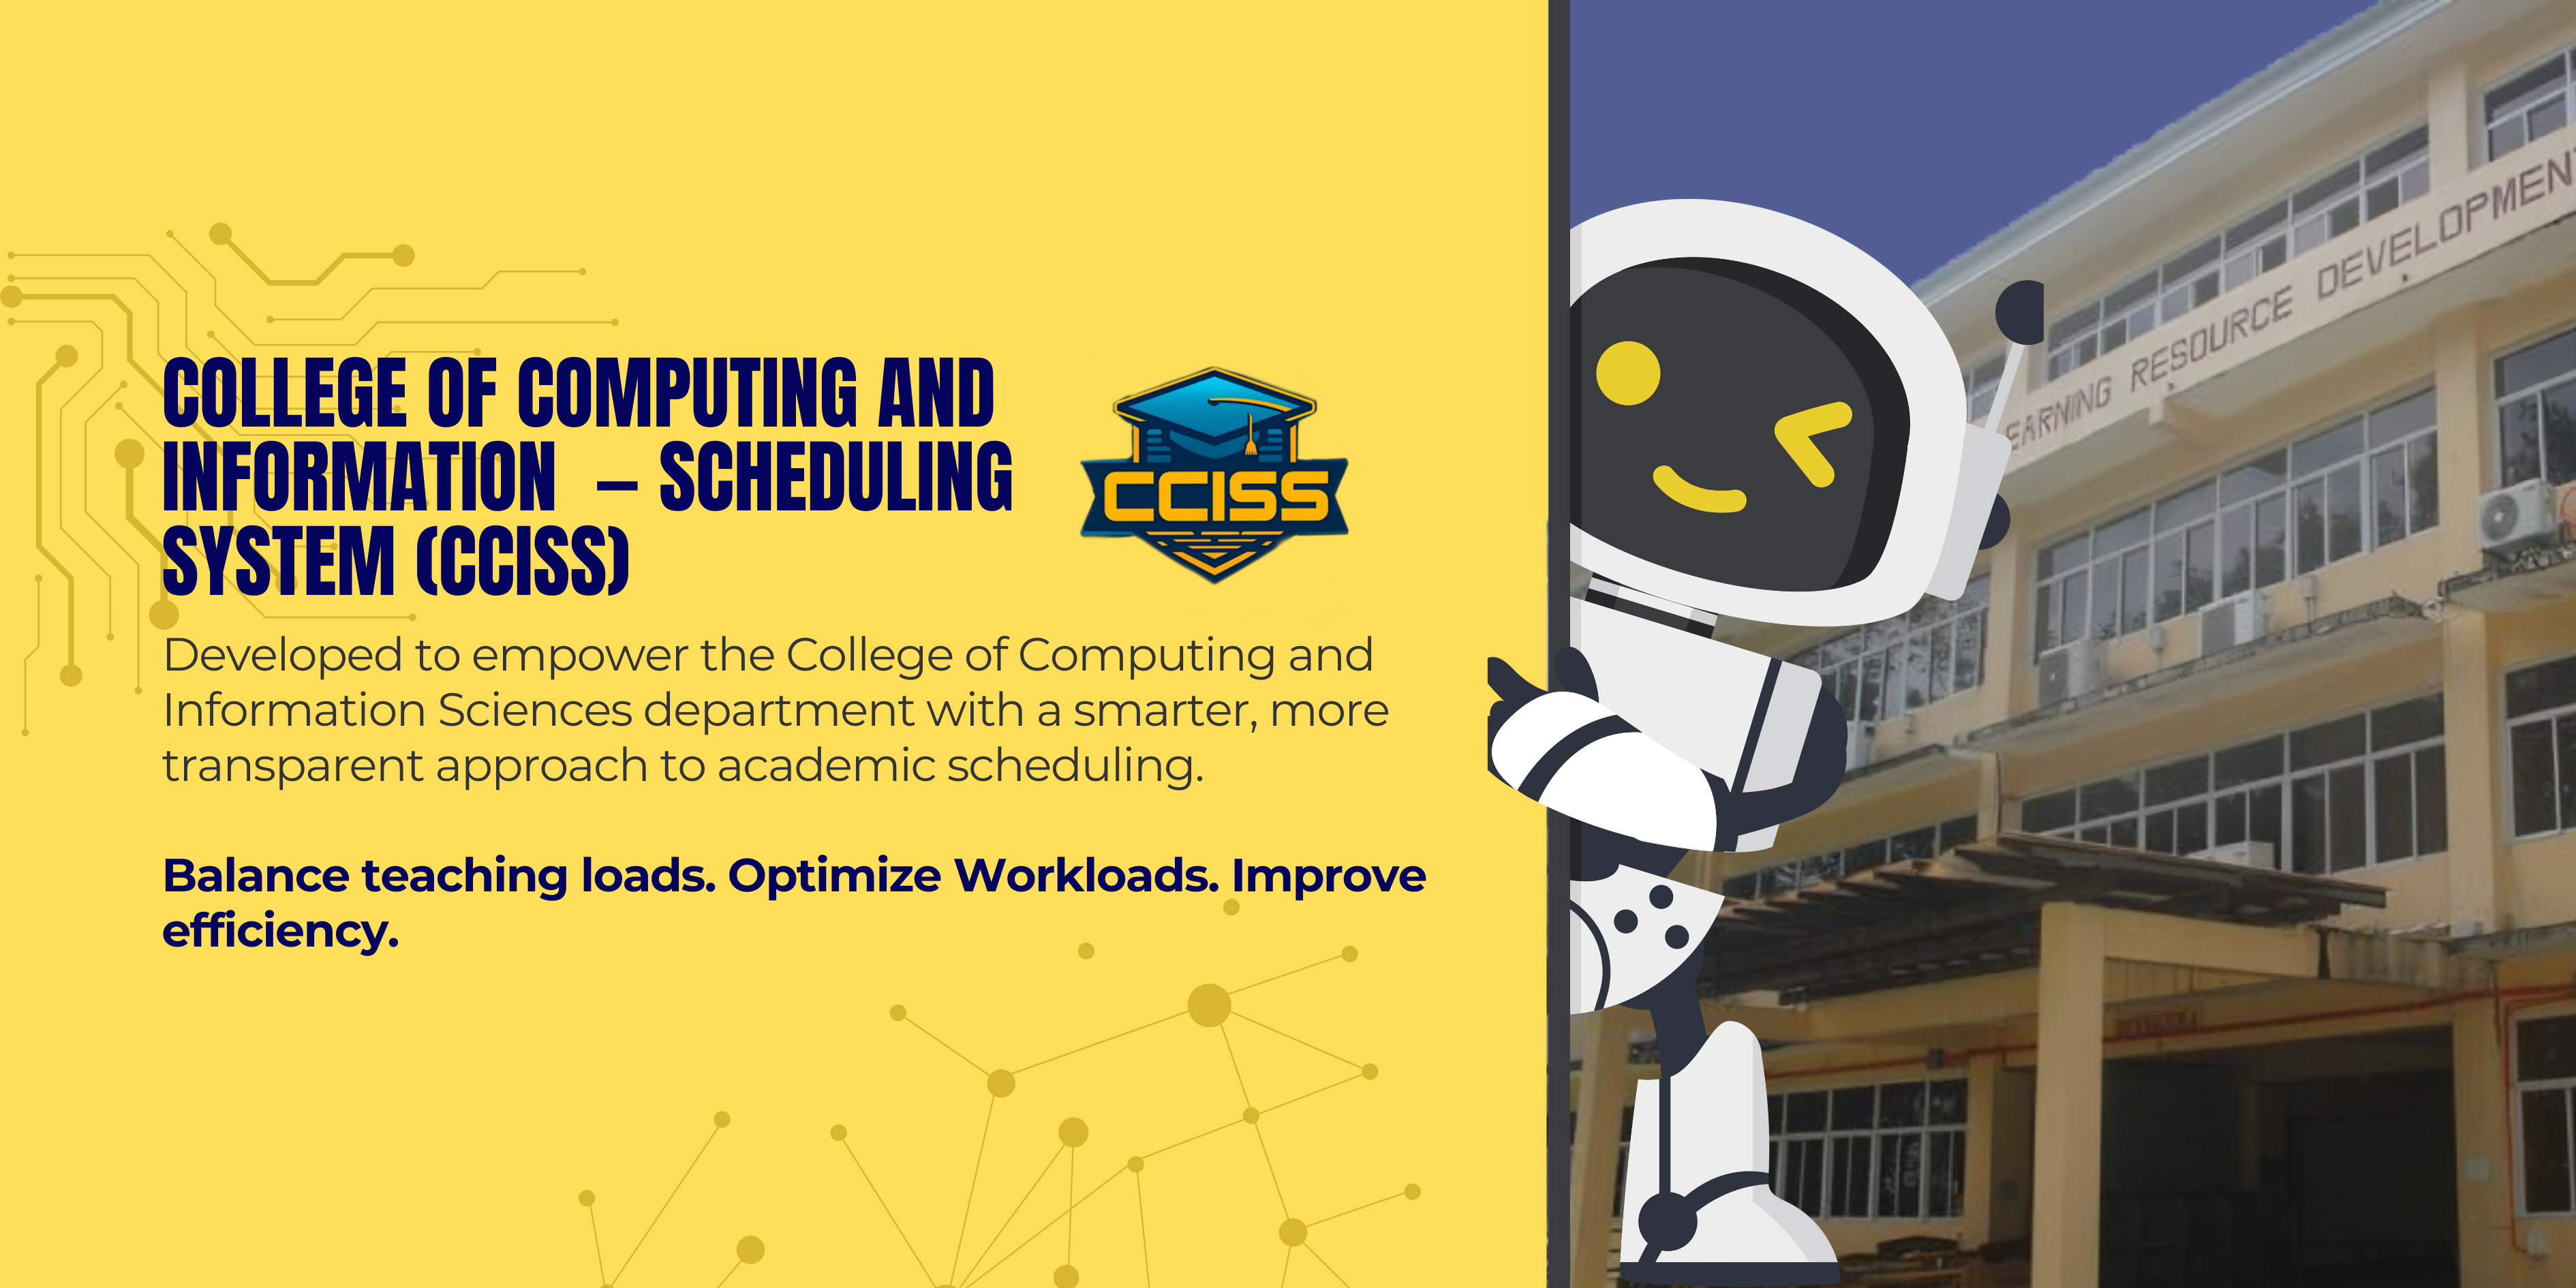 COLLEGE OF COMPUTING AND
INFORMATION – SCHEDULING
SYSTEM (CCISS)
CCISS
Developed to empower the College of Computing and
Information Sciences department with a smarter, more
transparent approach to academic scheduling.
Balance teaching loads. Optimize Workloads. Improve
efficiency.
EARNING RESOURCE DEVELOPMEN